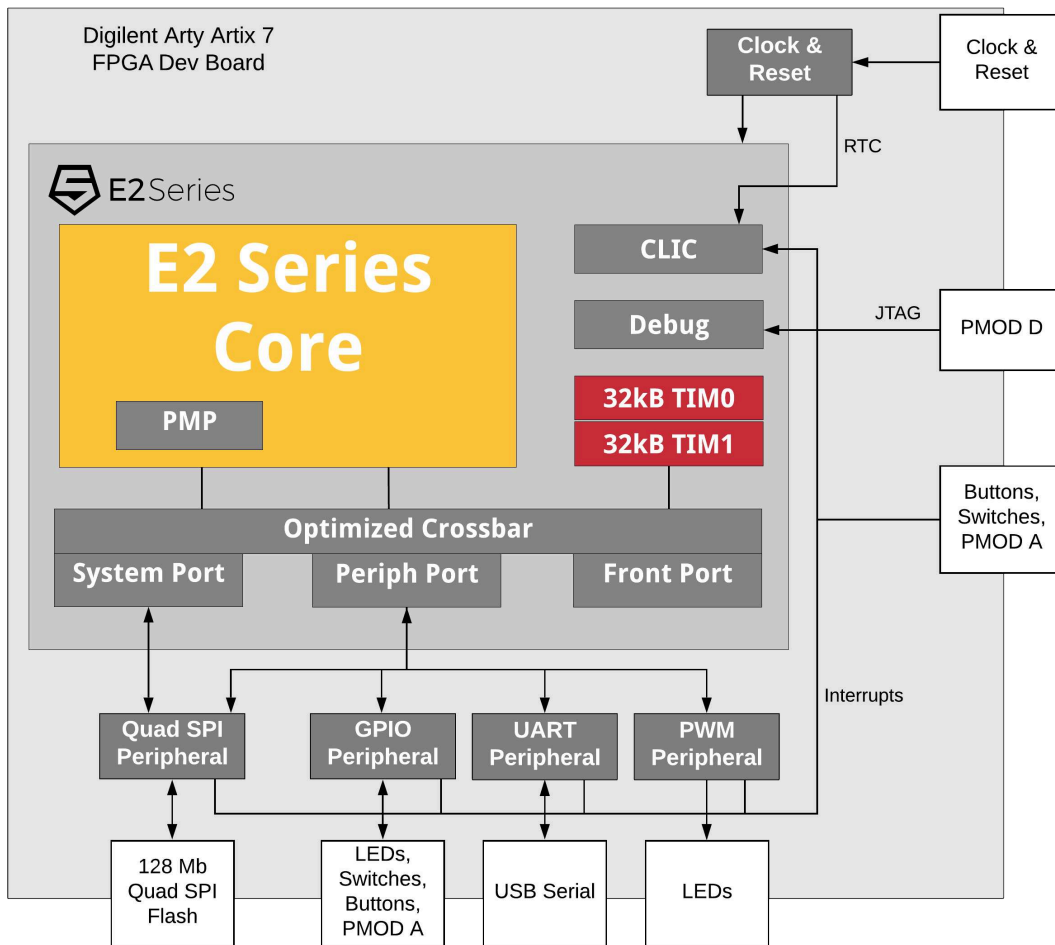 Digilent Arty Artix 7
FPGA Dev Board
Clock &
Reset
Clock &
Reset
RTC
E2 Series
E2 Series
Core
PMP
CLIC
Debug
JTAG
PMOD D
32kB TIM0
32kB TIM1
Buttons,
Switches,
PMOD A
Optimized Crossbar
System Port
Periph Port
Front Port
Interrupts
Quad SPI
Peripheral
GPIO
Peripheral
UART
Peripheral
PWM
Peripheral
128 Mb
Quad SPI
Flash
LEDs,
Switches,
Buttons,
PMOD A
USB Serial
LEDs